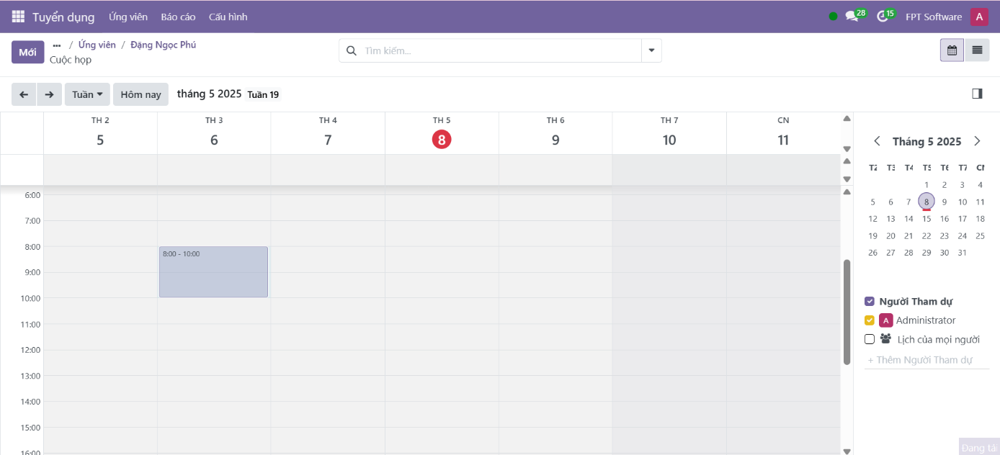 Tuyển dụng Ứng viên Báo cáo Cấu hình 28 15 FPT Software A
Mới ••• / Ứng viên / Đặng Ngọc Phú
Cuộc họp
Tìm kiếm...
Tuần Hôm nay tháng 5 2025 Tuần 19
TH 2 TH 3 TH 4 TH 5 TH 6 TH 7 CN
5 6 7 8 9 10 11
6:00
7:00
8:00
8:00 - 10:00
9:00
10:00
11:00
12:00
13:00
14:00
15:00
16:00
Tháng 5 2025
T2 T3 T4 T5 T6 T7 CN
1 2 3 4
5 6 7 8 9 10 11
12 13 14 15 16 17 18
19 20 21 22 23 24 25
26 27 28 29 30 31
Người Tham dự
A Administrator
Lịch của mọi người
+ Thêm Người Tham dự
Đang tải